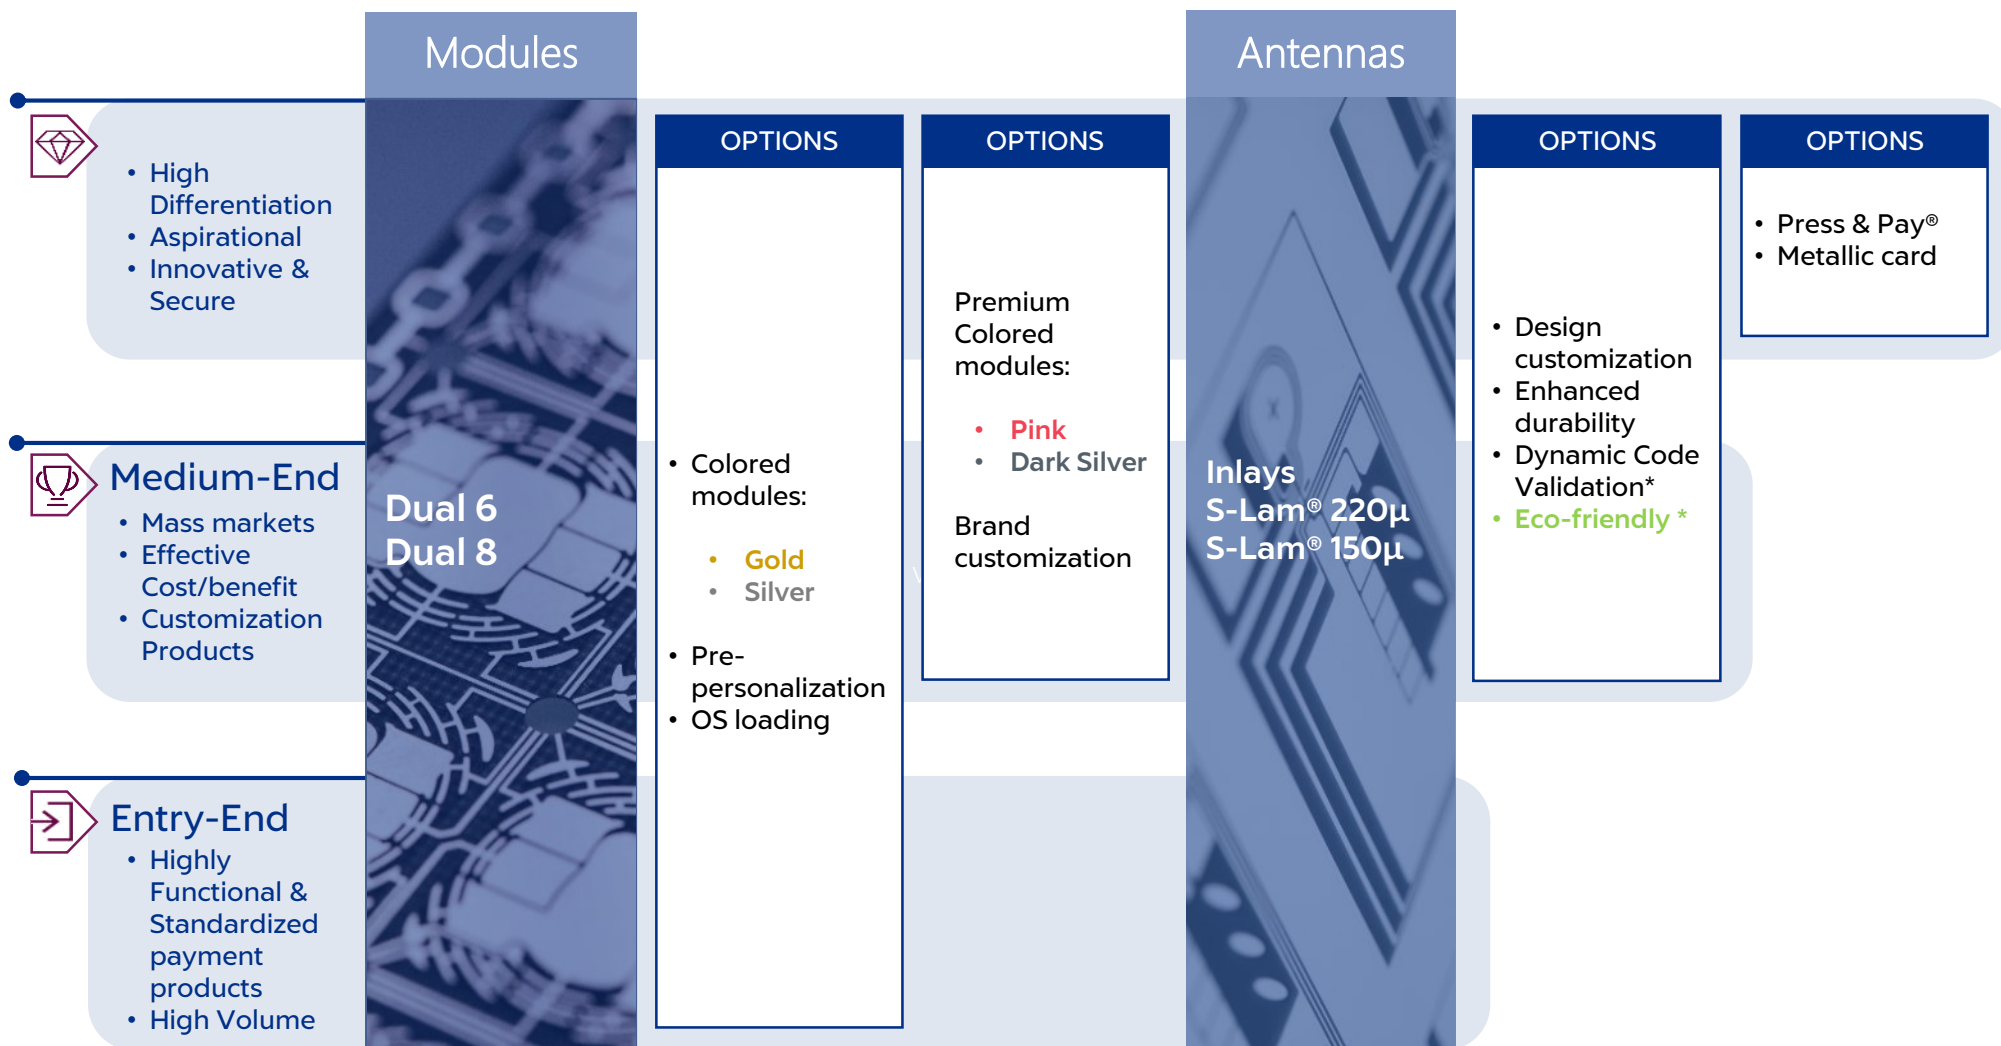 Modules
Antennas
• High
Differentiation
• Aspirational
• Innovative &
Secure
Medium-End
• Mass markets
• Effective
Cost/benefit
• Customization
Products
Entry-End
• Highly
Functional &
Standardized
payment
products
• High Volume
Dual 6
Dual 8
OPTIONS
• Colored
modules:
• Gold
• Silver
• Pre-
personalization
• OS loading
OPTIONS
Premium
Colored
modules:
• Pink
• Dark Silver
Brand
customization
Inlays
S-Lam® 220µ
S-Lam® 150µ
OPTIONS
• Design
customization
• Enhanced
durability
• Dynamic Code
Validation*
• Eco-friendly *
OPTIONS
• Press & Pay®
• Metallic card